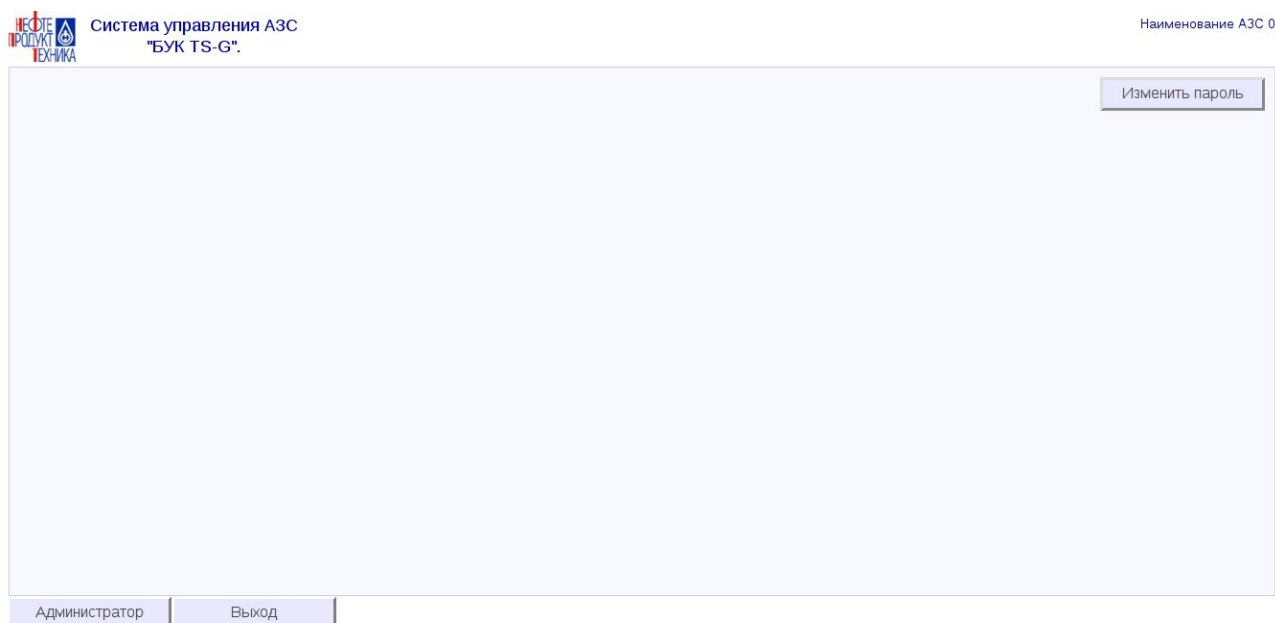 НЕФТЕ
ПРОДУКТ
ТЕХНИКА
Система управления АЗС
"БУК TS-G".
Наименование АЗС 0
Изменить пароль
Администратор
Выход